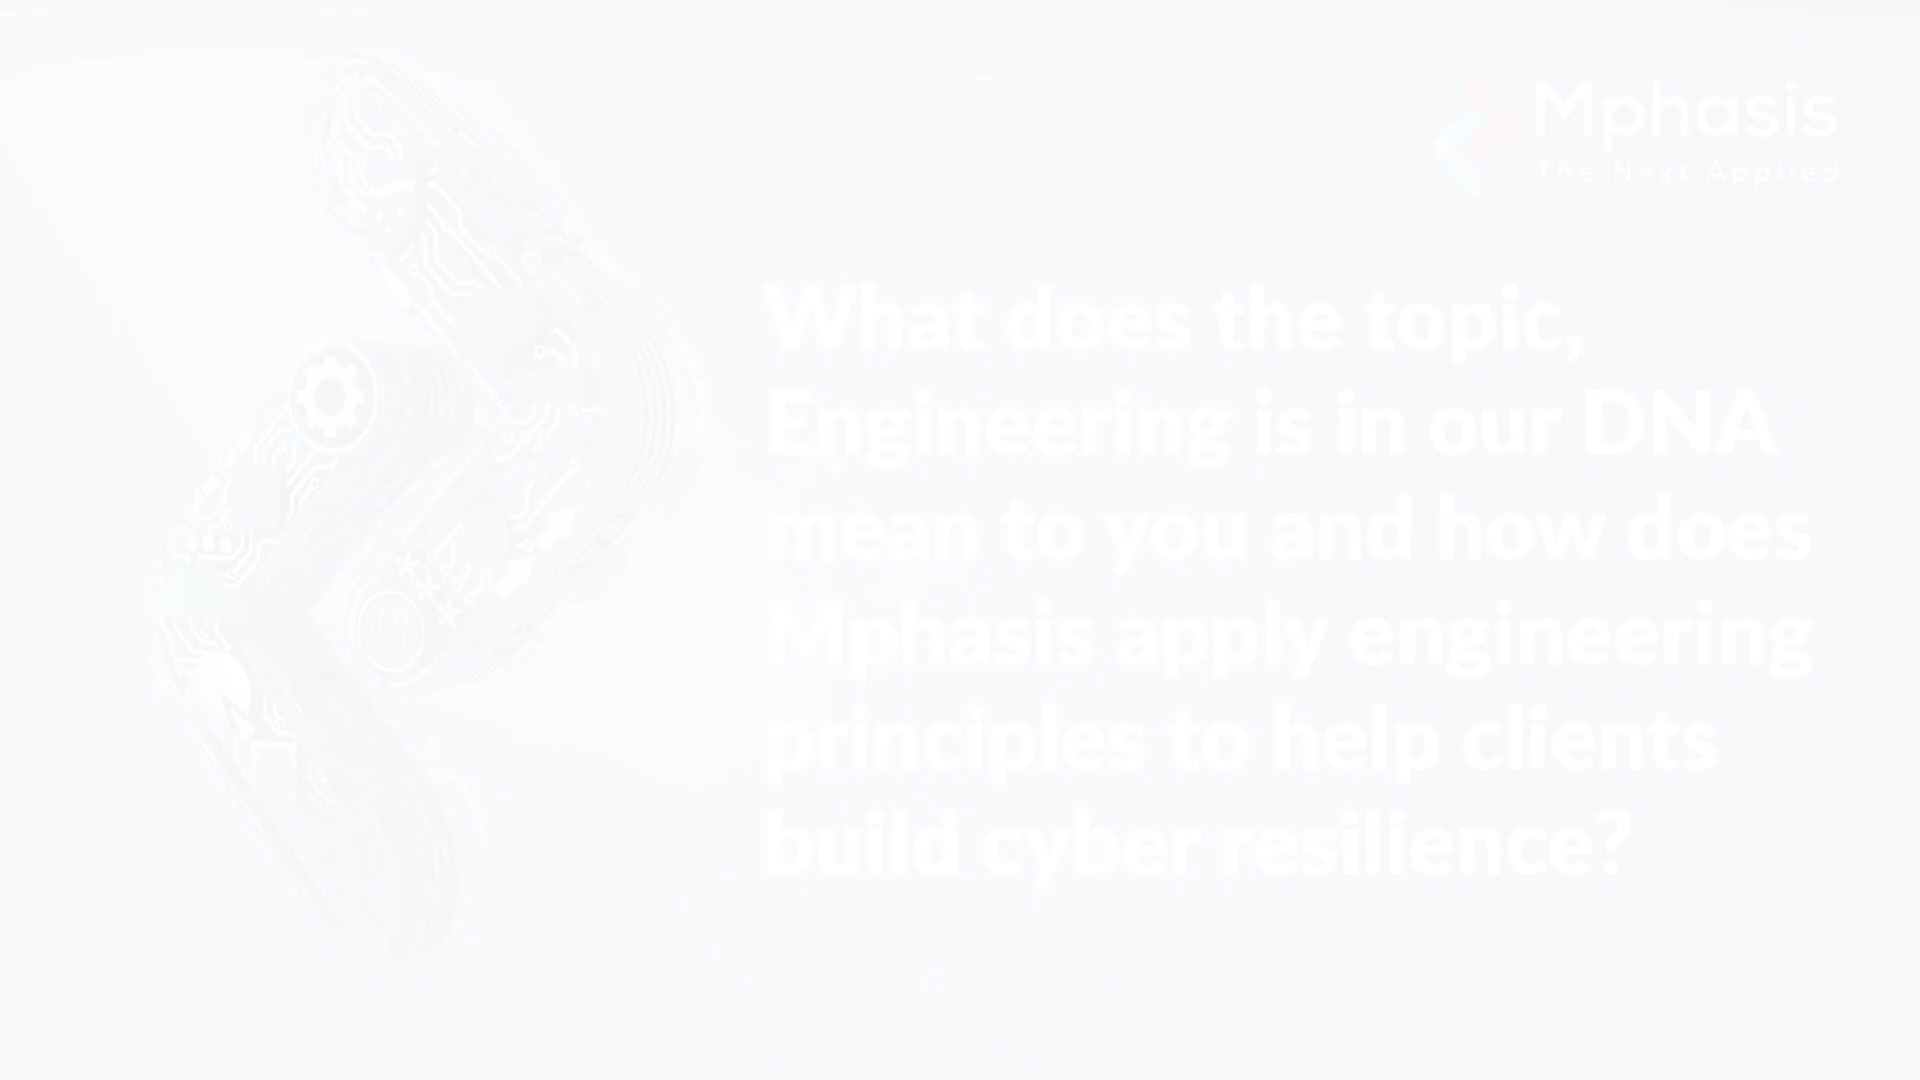 Mphasis
The Next Applied
What does the topic,
Engineering is in our DNA
mean to you and how does
Mphasis apply engineering
principles to help clients
build cyber resilience?